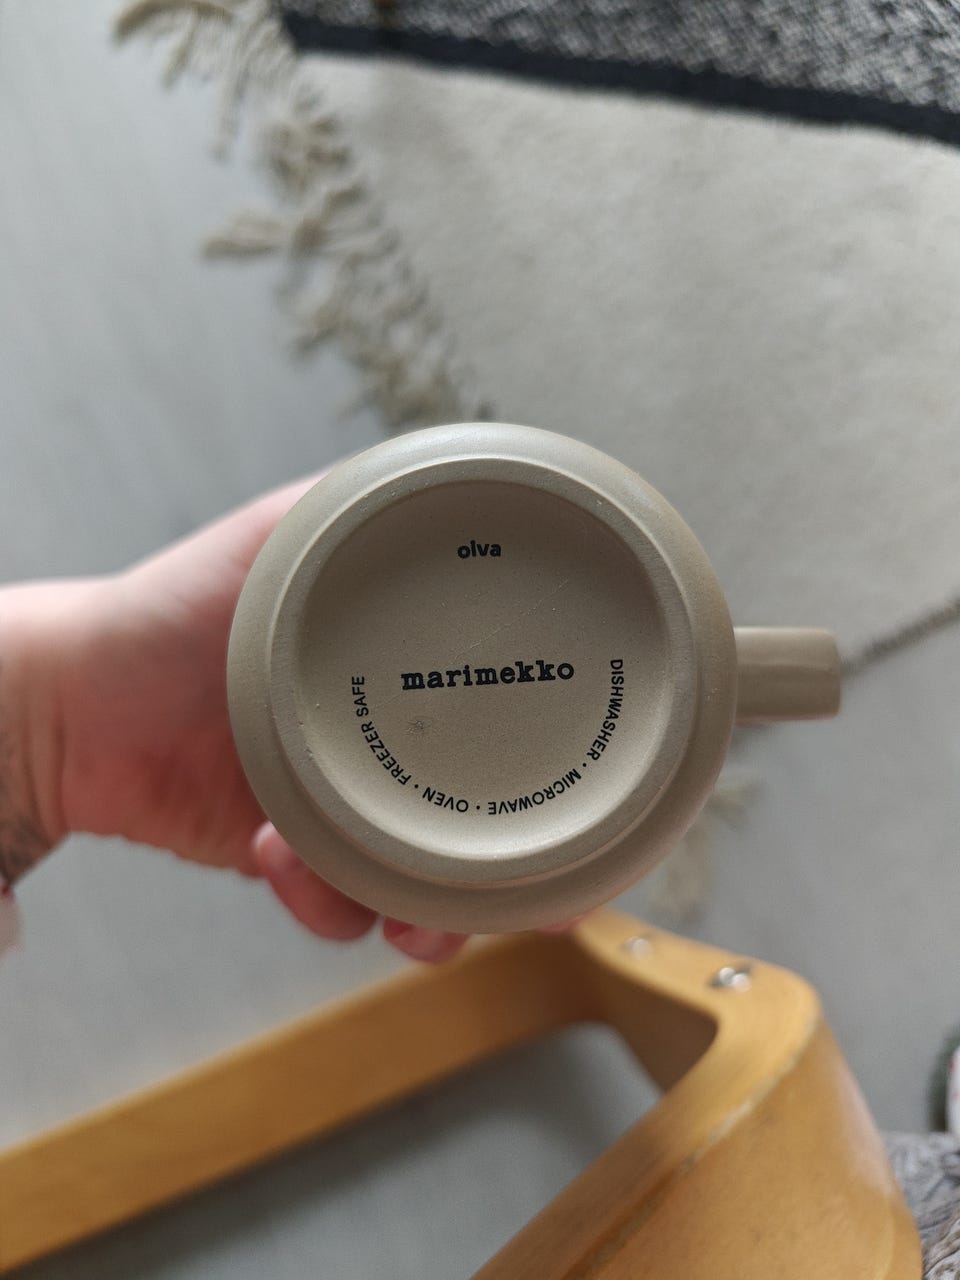 oiva
marimekko
DISHWASHER · MICROWAVE · OVEN · FREEZER SAFE